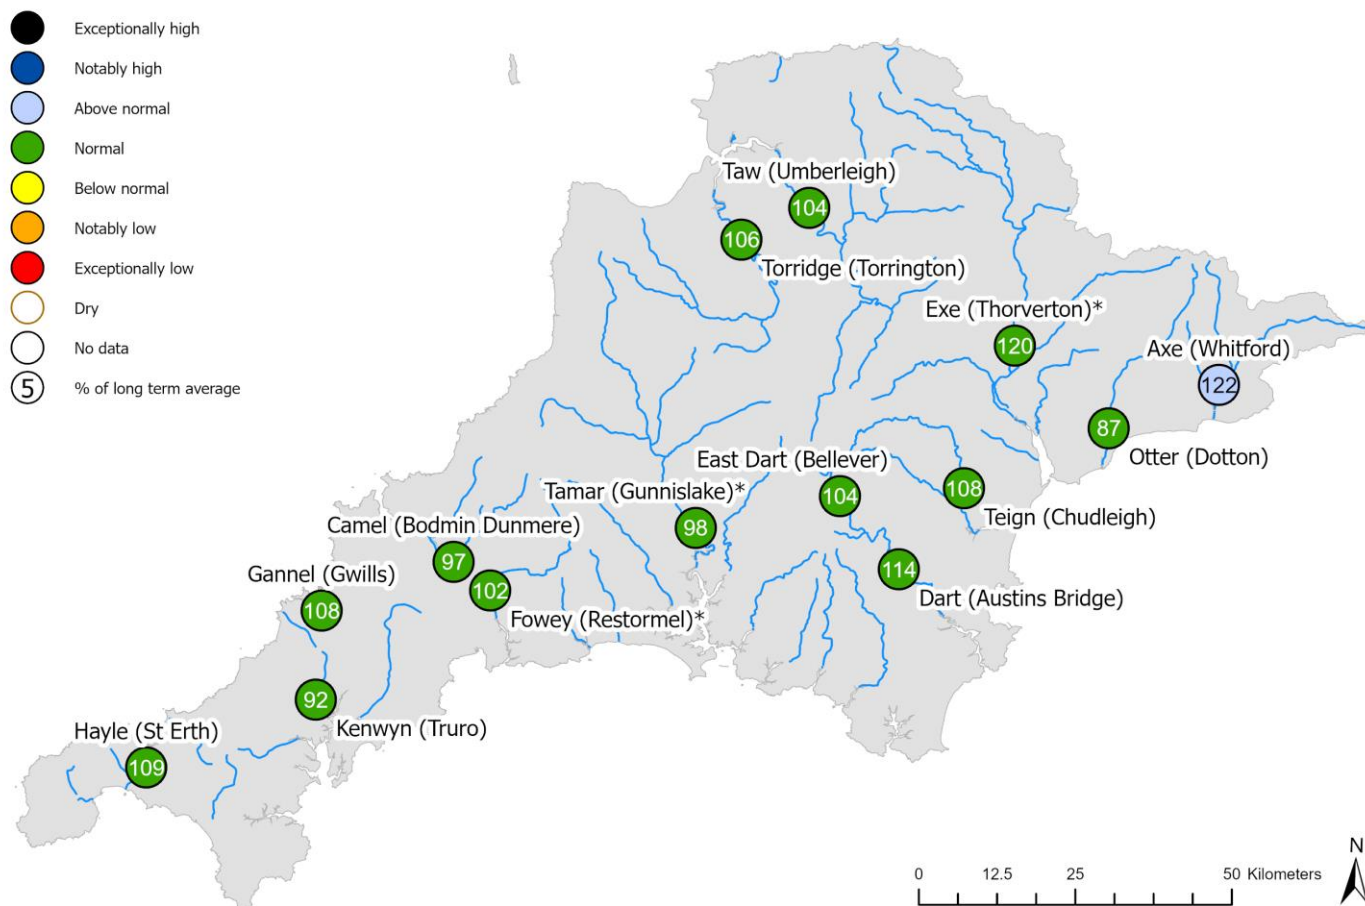 Exceptionally high
Notably high
Above normal
Normal
Below normal
Notably low
Exceptionally low
Dry
No data
5 % of long term average
Taw (Umberleigh)
104
106
Torridge (Torrington)
Exe (Thorverton)*
120
Axe (Whitford)
122
87
Otter (Dotton)
East Dart (Bellever)
104
108
Teign (Chudleigh)
Tamar (Gunnislake)*
98
Camel (Bodmin Dunmere)
97
114
Dart (Austins Bridge)
Gannel (Gwills)
108
102
Fowey (Restormel)*
92
Kenwyn (Truro)
Hayle (St Erth)
109
N
0 12.5 25 50 Kilometers